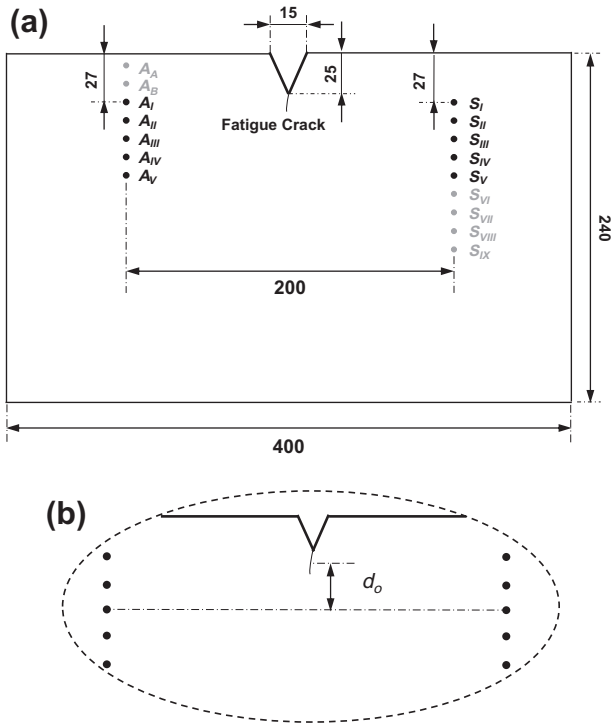 (a)
15
27
25
27
A_A
A_B
A_I
A_II
A_III
A_IV
A_V
Fatigue Crack
S_I
S_II
S_III
S_IV
S_V
S_VI
S_VII
S_VIII
S_IX
240
200
400
(b)
d_o